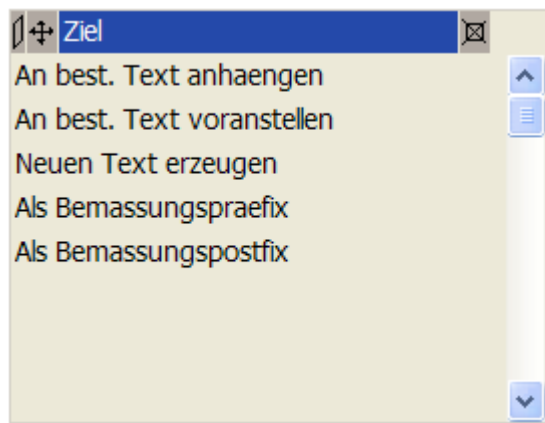 Ziel
An best. Text anhaengen
An best. Text voranstellen
Neuen Text erzeugen
Als Bemassungspraefix
Als Bemassungspostfix